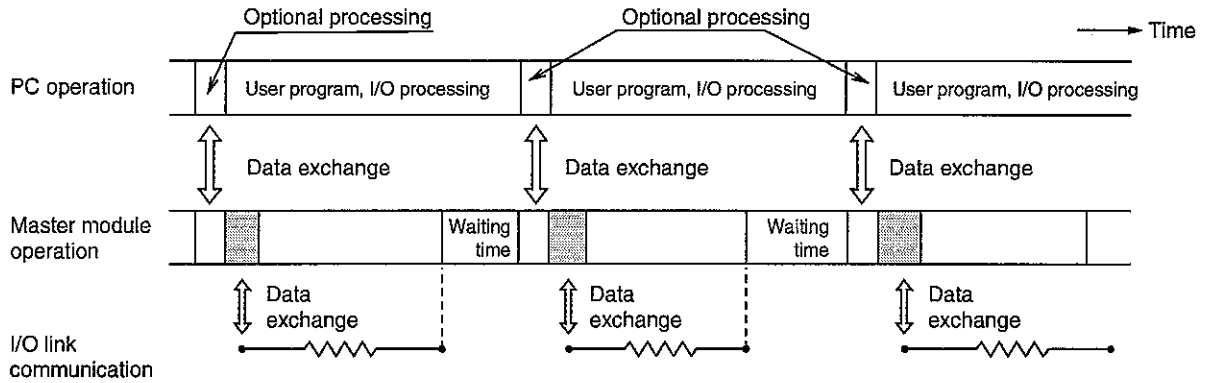 Optional processing
Optional processing
Time
PC operation
User program, I/O processing
User program, I/O processing
User program, I/O processing
Data exchange
Data exchange
Data exchange
Master module
operation
Waiting
time
Waiting
time
Data
exchange
Data
exchange
Data
exchange
I/O link
communication